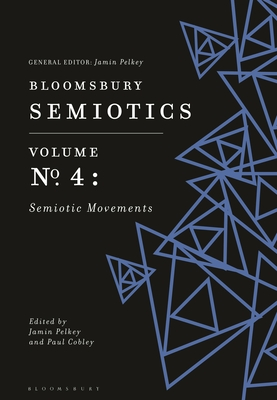 GENERAL EDITOR: Jamin Pelkey
BLOOMSBURY
SEMIOTICS
VOLUME
Nº 4:
Semiotic Movements
Edited by
Jamin Pelkey
and Paul Cobley
BLOOMSBURY